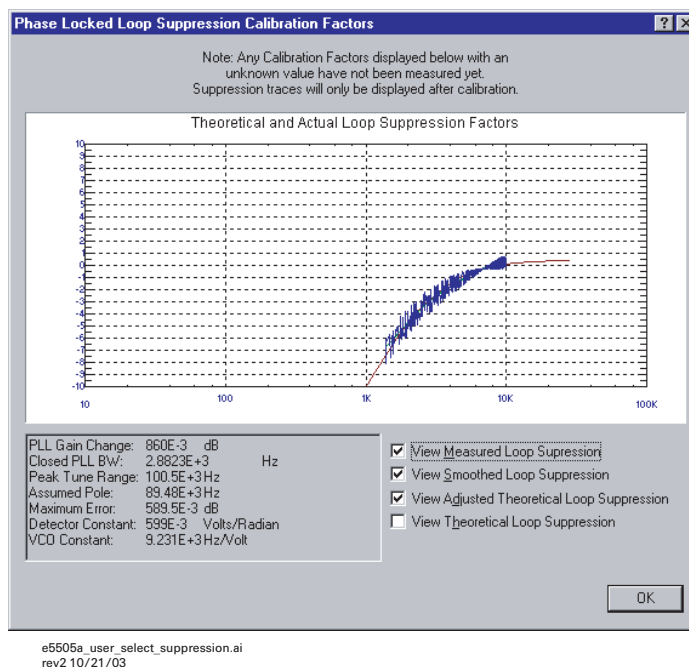 Phase Locked Loop Suppression Calibration Factors
Note: Any Calibration Factors displayed below with an
unknown value have not been measured yet.
Suppression traces will only be displayed after calibration.
Theoretical and Actual Loop Suppression Factors
10
9
8
7
6
5
4
3
2
1
0
-1
-2
-3
-4
-5
-6
-7
-8
-9
-10
10 100 1K 10K 100K
PLL Gain Change: 860E-3 dB
Closed PLL BW: 2.8823E+3 Hz
Peak Tune Range: 100.5E+3 Hz
Assumed Pole: 89.48E+3 Hz
Maximum Error: 589.5E-3 dB
Detector Constant: 599E-3 Volts/Radian
VCO Constant: 9.231E+3 Hz/Volt
View Measured Loop Supression
View Smoothed Loop Suppression
View Adjusted Theoretical Loop Suppression
View Theoretical Loop Suppression
OK
e5505a_user_select_suppression.ai
rev2 10/21/03